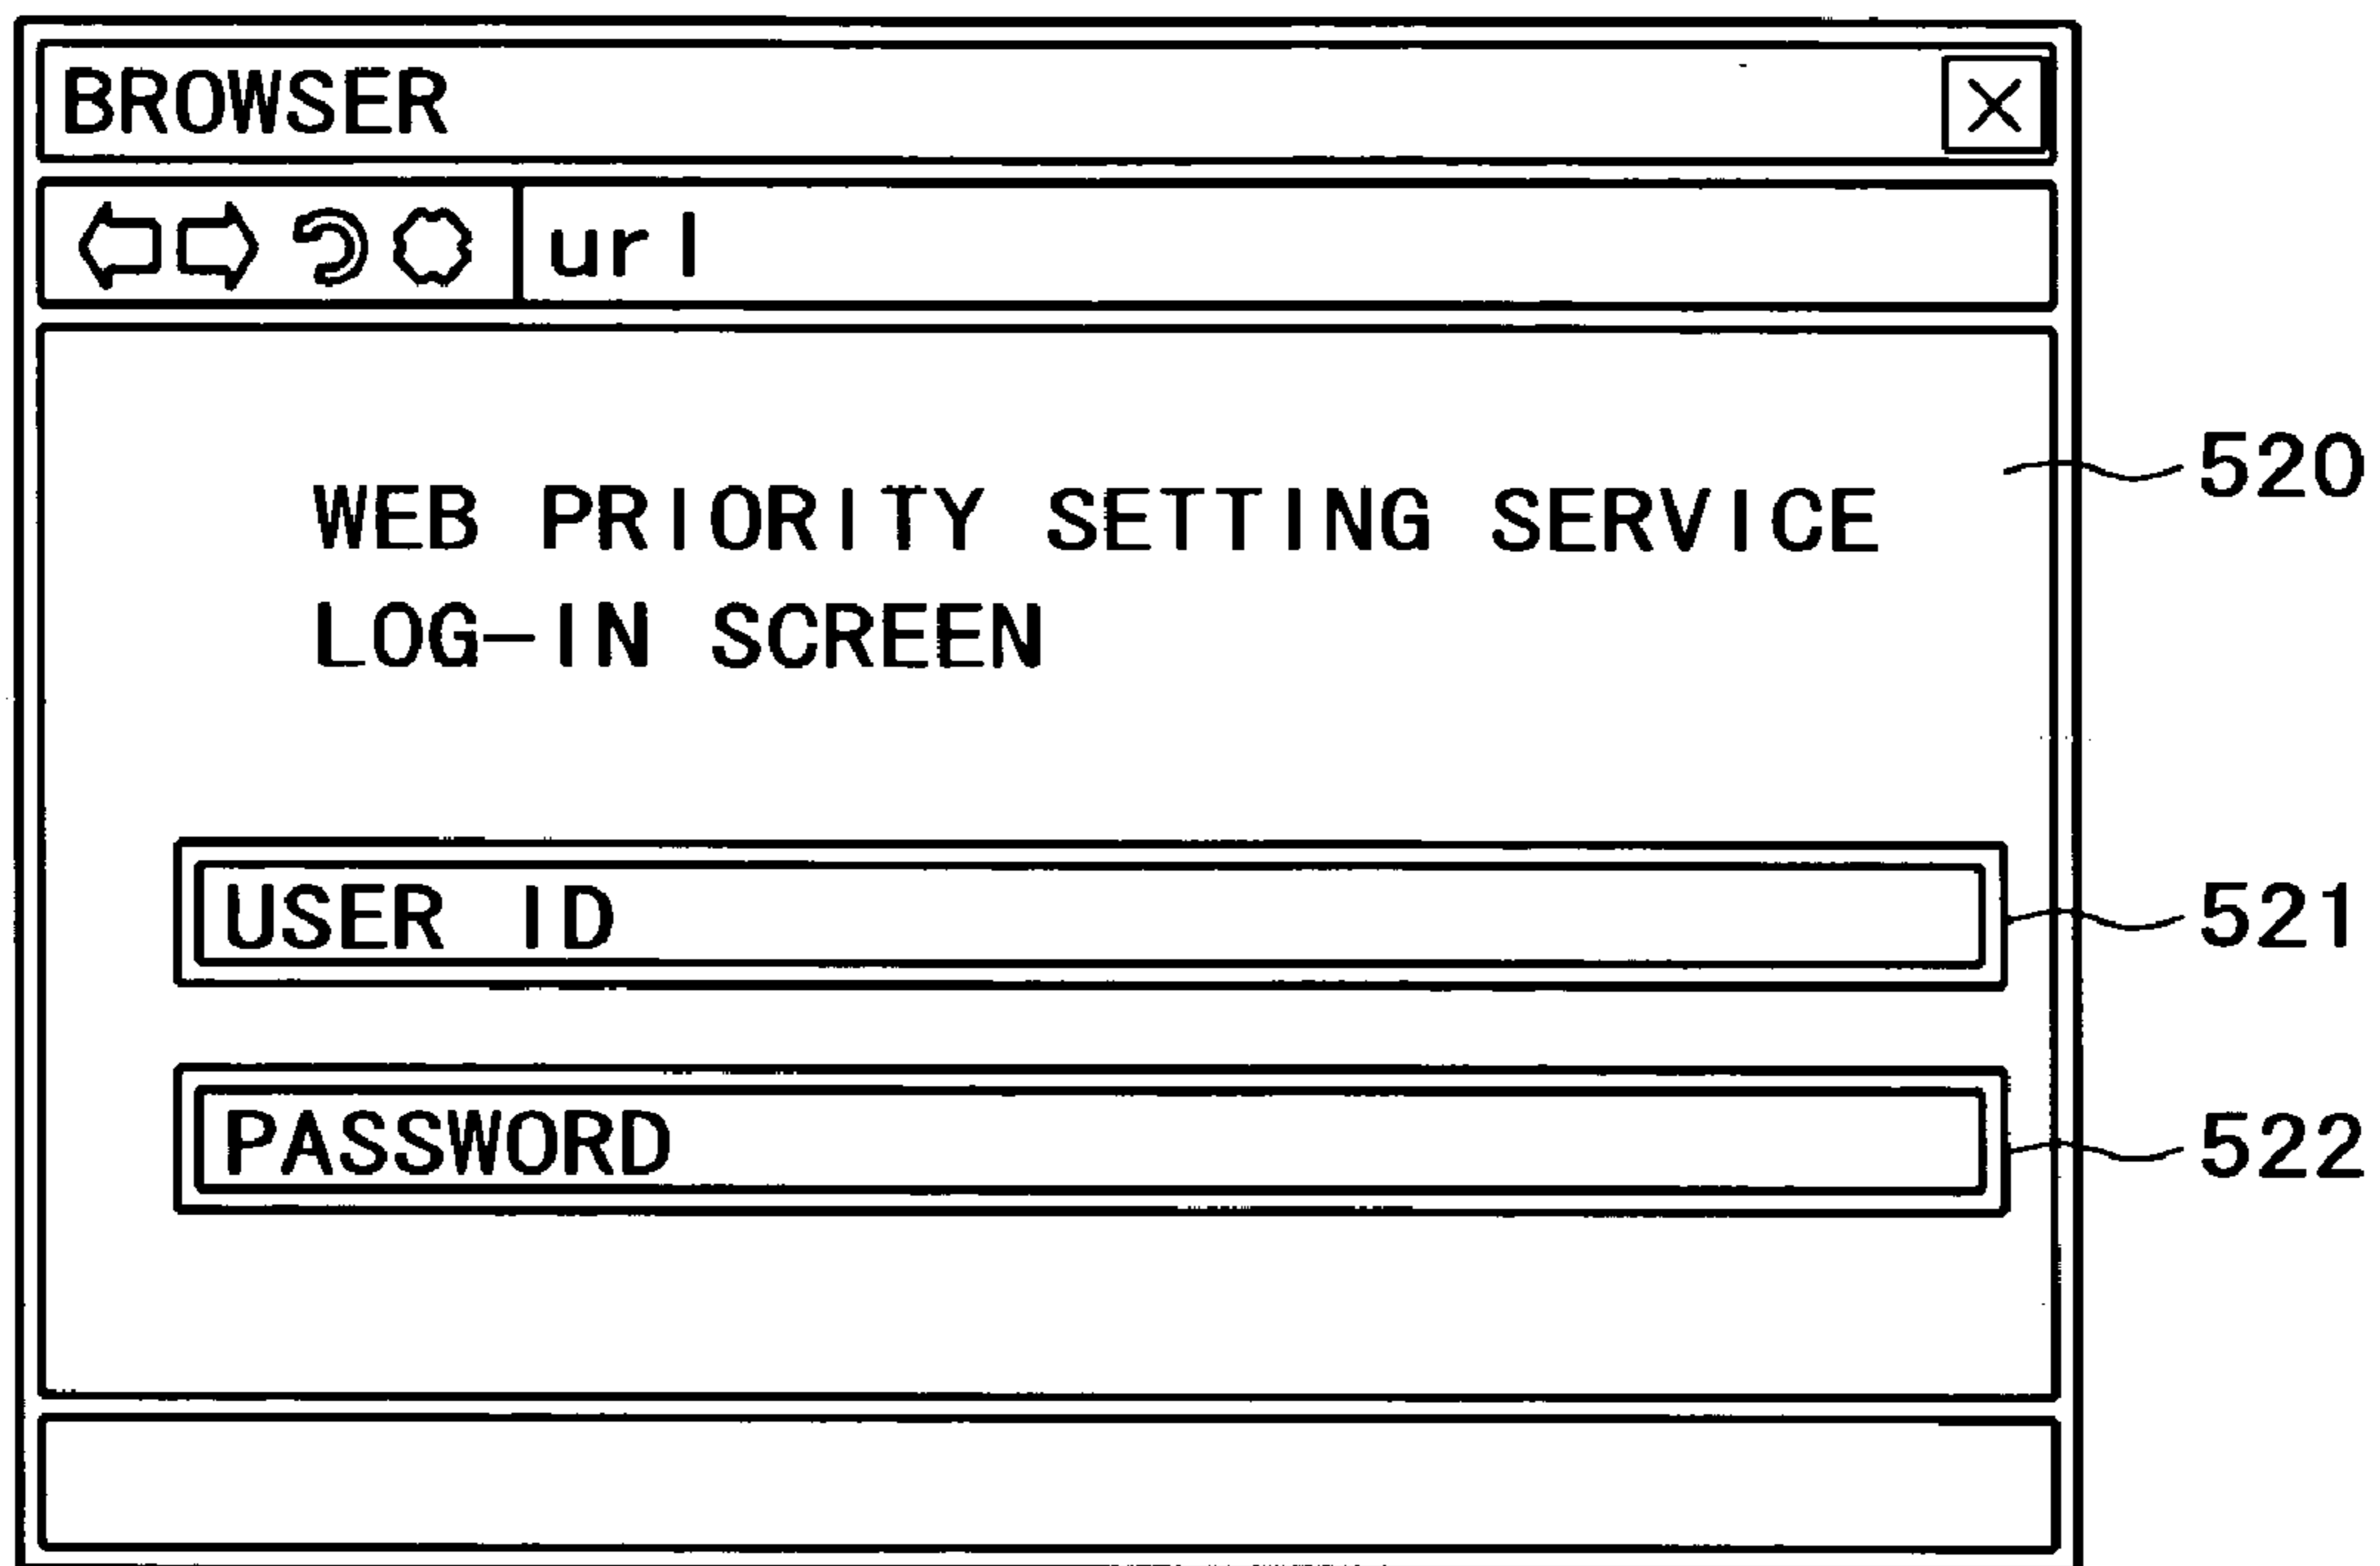 BROWSER
url
520
WEB PRIORITY SETTING SERVICE
LOG-IN SCREEN
USER ID
521
PASSWORD
522